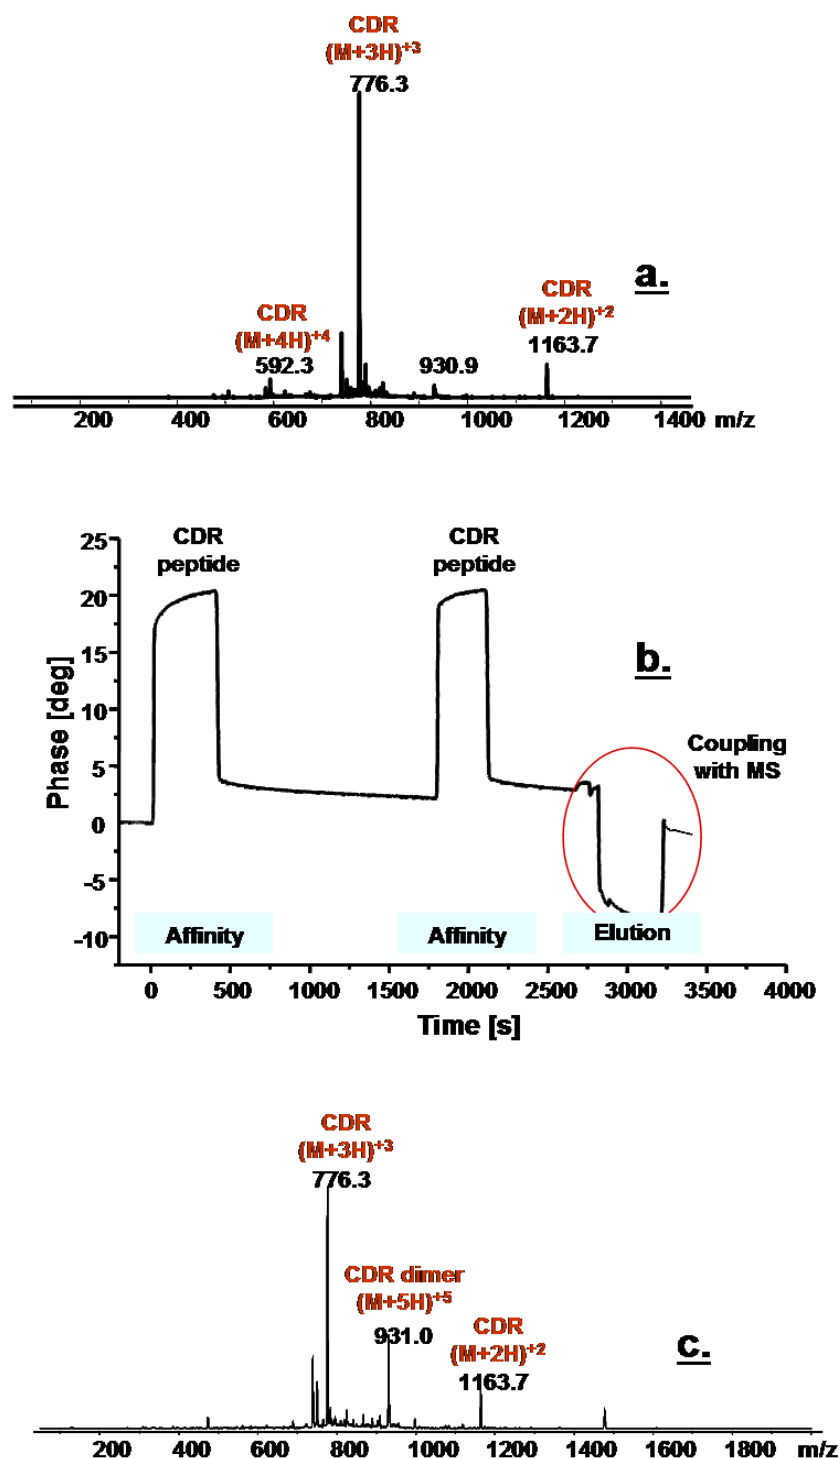 CDR
(M+3H)+3
776.3
a.
CDR
(M+4H)+4
592.3
930.9
CDR
(M+2H)+2
1163.7
200 400 600 800 1000 1200 1400 m/z
CDR
peptide
CDR
peptide
b.
Coupling
with MS
Phase [deg]
25
20
15
10
5
0
-5
-10
Affinity
Affinity
Elution
0 500 1000 1500 2000 2500 3000 3500 4000
Time [s]
CDR
(M+3H)+3
776.3
CDR dimer
(M+5H)+5
931.0
CDR
(M+2H)+2
1163.7
c.
200 400 600 800 1000 1200 1400 1600 1800 m/z